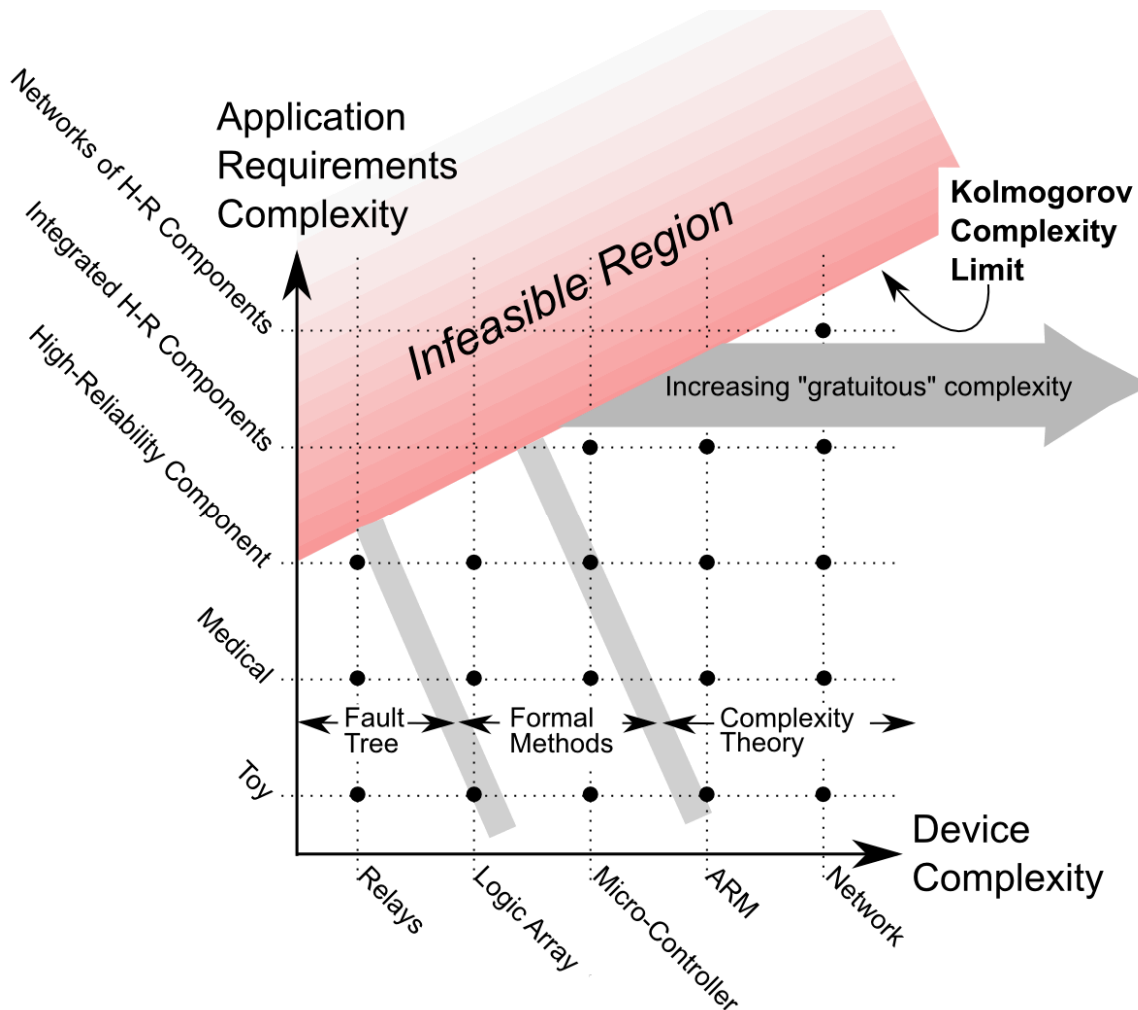 Application
Requirements
Complexity
Networks of H-R Components
Integrated H-R Components
High-Reliability Component
Medical
Toy
Infeasible Region
Kolmogorov
Complexity
Limit
Increasing "gratuitous" complexity
Fault
Tree
Formal
Methods
Complexity
Theory
Device
Complexity
Relays
Logic Array
Micro-Controller
ARM
Network